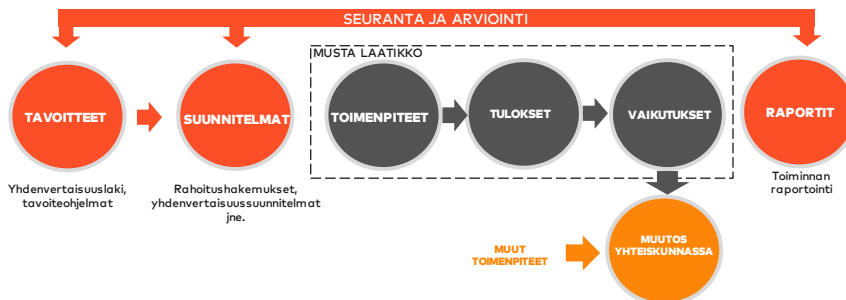 SEURANTA JA ARVIOINTI
MUSTA LAATIKKO
TAVOITTEET
SUUNNITELMAT
TOIMENPITEET
TULOKSET
VAIKUTUKSET
RAPORTIT
Yhdenvertaisuuslaki,
tavoiteohjelmat
Rahoitushakemukset,
yhdenvertaisuussuunnitelmat
jne.
Toiminnan
raportointi
MUUT
TOIMENPITEET
MUUTOS
YHTEISKUNNASSA